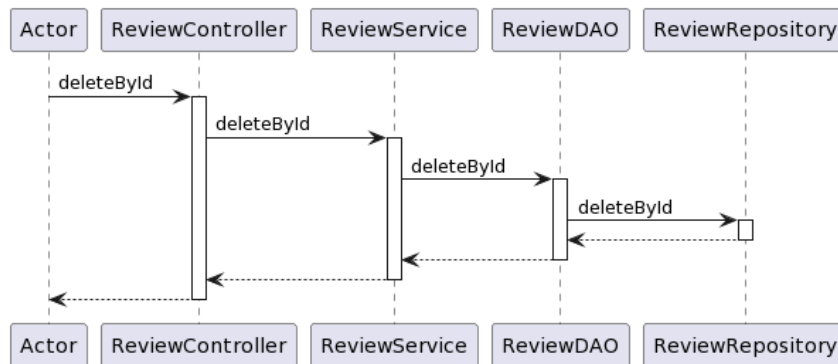 Actor ReviewController ReviewService ReviewDAO ReviewRepository
deleteById
deleteById
deleteById
deleteById
Actor ReviewController ReviewService ReviewDAO ReviewRepository